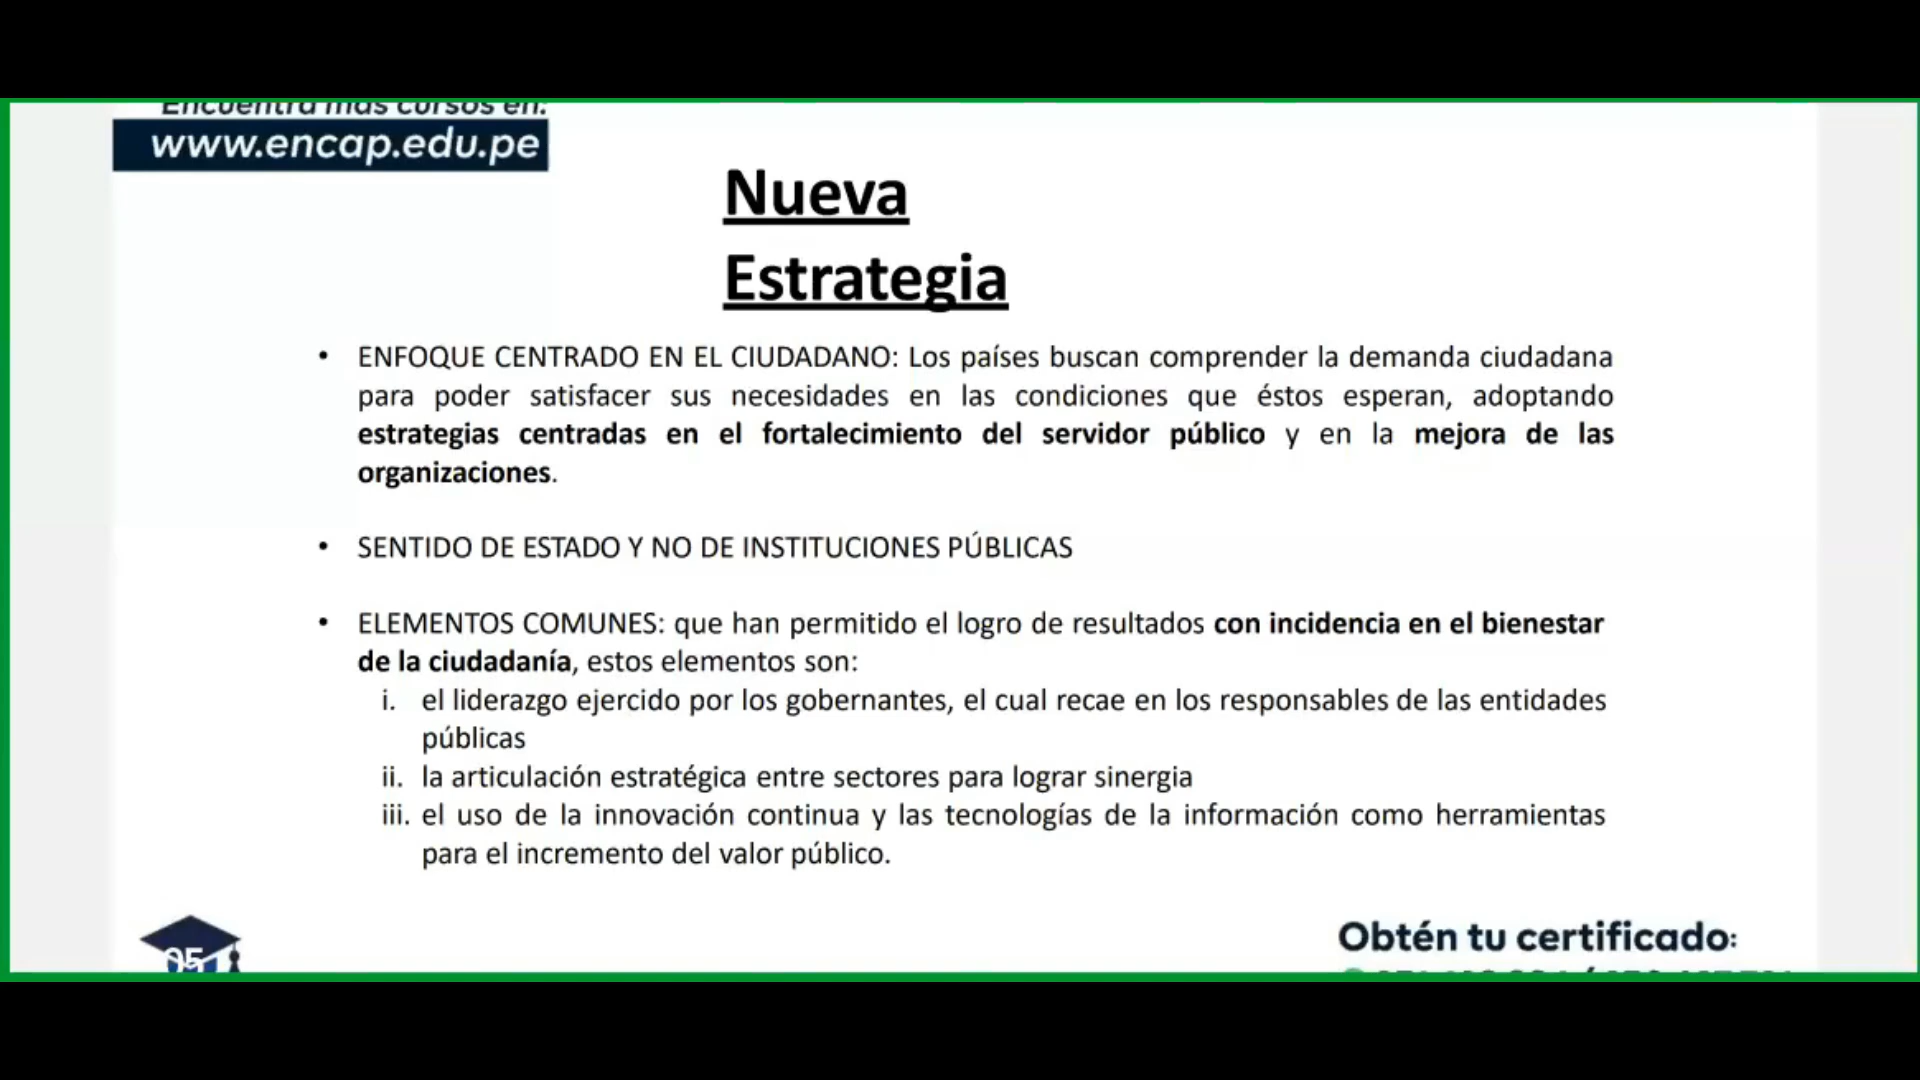 Encuentra más cursos en:
www.encap.edu.pe
Nueva
Estrategia
• ENFOQUE CENTRADO EN EL CIUDADANO: Los países buscan comprender la demanda ciudadana
para poder satisfacer sus necesidades en las condiciones que éstos esperan, adoptando
estrategias centradas en el fortalecimiento del servidor público y en la mejora de las
organizaciones.
• SENTIDO DE ESTADO Y NO DE INSTITUCIONES PÚBLICAS
• ELEMENTOS COMUNES: que han permitido el logro de resultados con incidencia en el bienestar
de la ciudadanía, estos elementos son:
i. el liderazgo ejercido por los gobernantes, el cual recae en los responsables de las entidades
públicas
ii. la articulación estratégica entre sectores para lograr sinergia
iii. el uso de la innovación continua y las tecnologías de la información como herramientas
para el incremento del valor público.
05
Obtén tu certificado: